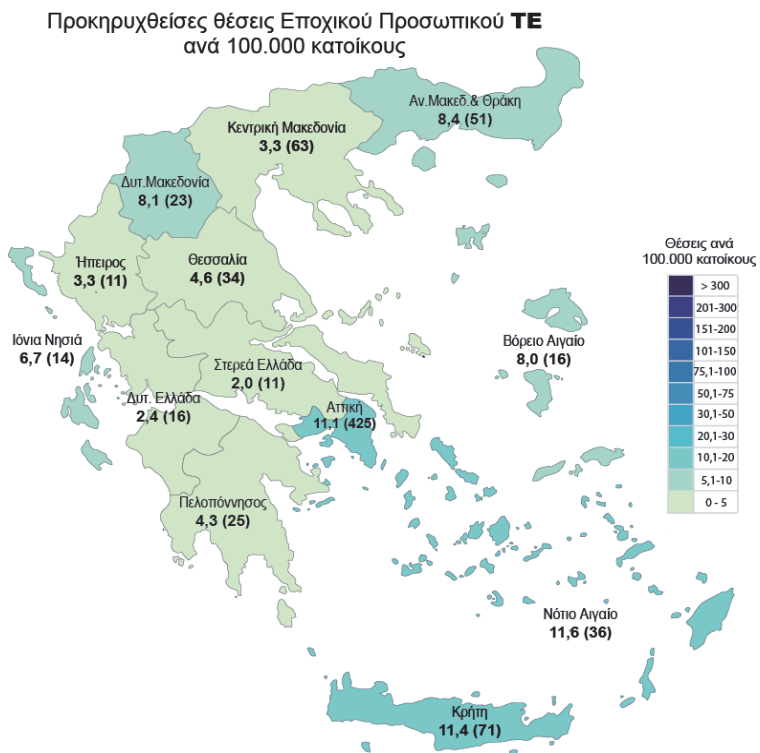 Προκηρυχθείσες θέσεις Εποχικού Προσωπικού ΤΕ
ανά 100.000 κατοίκους
Αν.Μακεδ.& Θράκη
8,4 (51)
Κεντρική Μακεδονία
3,3 (63)
Δυτ.Μακεδονία
8,1 (23)
Ήπειρος
3,3 (11)
Θεσσαλία
4,6 (34)
Ιόνια Νησιά
6,7 (14)
Στερεά Ελλάδα
2,0 (11)
Βόρειο Αιγαίο
8,0 (16)
Δυτ. Ελλάδα
2,4 (16)
Αττική
11,1 (425)
Πελοπόννησος
4,3 (25)
Νότιο Αιγαίο
11,6 (36)
Κρήτη
11,4 (71)
Θέσεις ανά
100.000 κατοίκους
> 300
201-300
151-200
101-150
75,1-100
50,1-75
30,1-50
20,1-30
10,1-20
5,1-10
0 - 5